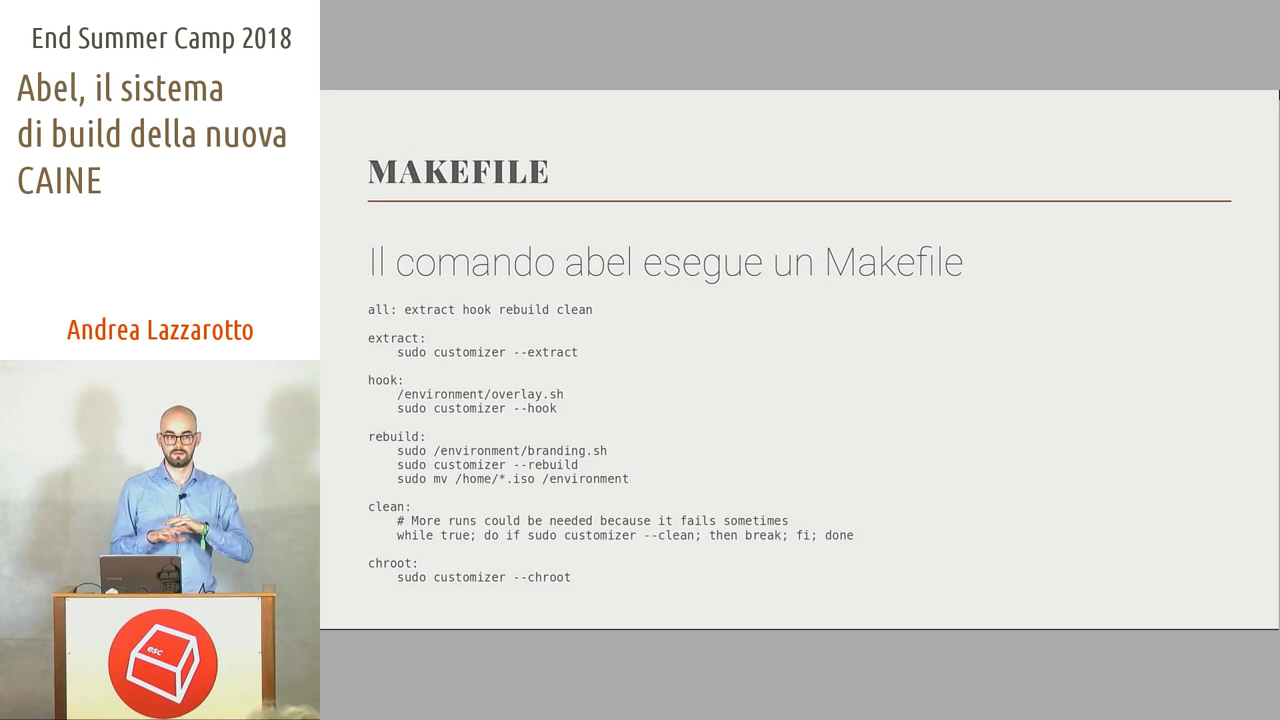 End Summer Camp 2018
Abel, il sistema
di build della nuova
CAINE
Andrea Lazzarotto
esc
MAKEFILE
Il comando abel esegue un Makefile
all: extract hook rebuild clean
extract:
    sudo customizer --extract
hook:
    /environment/overlay.sh
    sudo customizer --hook
rebuild:
    sudo /environment/branding.sh
    sudo customizer --rebuild
    sudo mv /home/*.iso /environment
clean:
    # More runs could be needed because it fails sometimes
    while true; do if sudo customizer --clean; then break; fi; done
chroot:
    sudo customizer --chroot